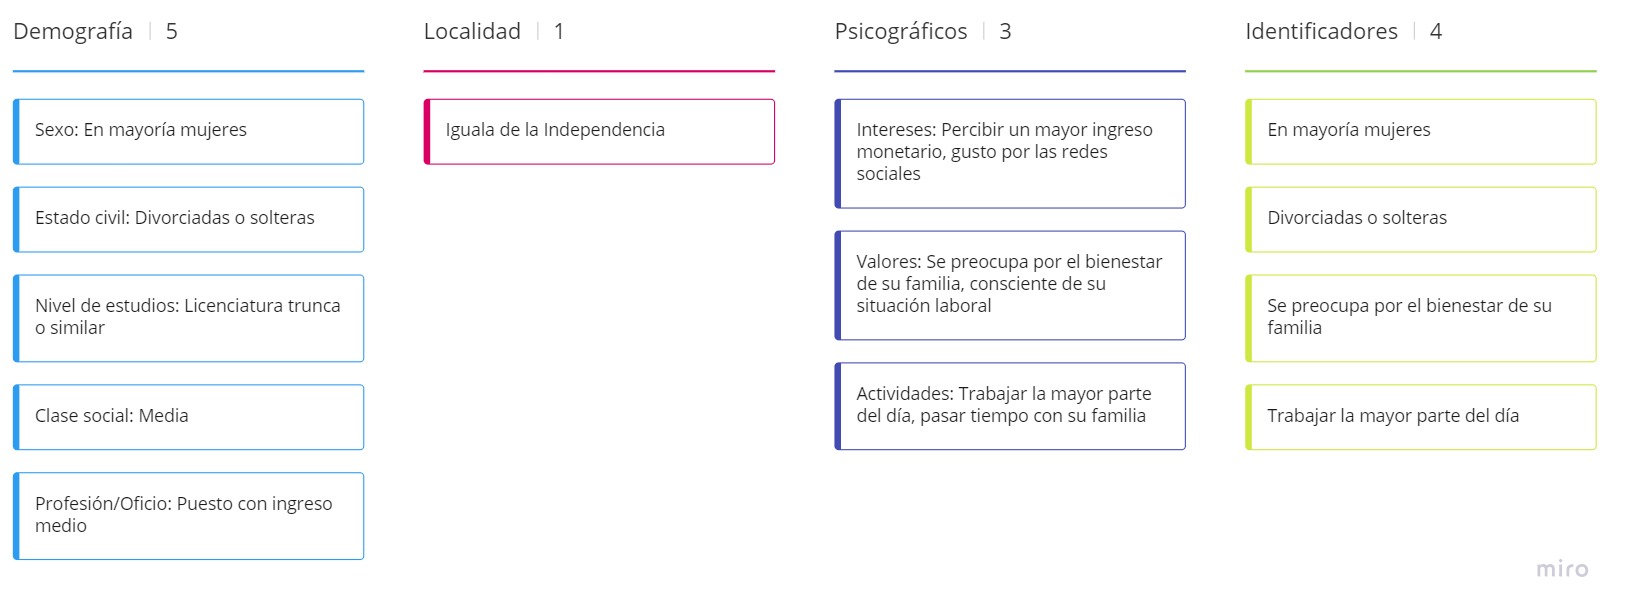 Demografía | 5
Sexo: En mayoría mujeres
Estado civil: Divorciadas o solteras
Nivel de estudios: Licenciatura trunca
o similar
Clase social: Media
Profesión/Oficio: Puesto con ingreso
medio
Localidad | 1
Iguala de la Independencia
Psicográficos | 3
Intereses: Percibir un mayor ingreso
monetario, gusto por las redes
sociales
Valores: Se preocupa por el bienestar
de su familia, consciente de su
situación laboral
Actividades: Trabajar la mayor parte
del día, pasar tiempo con su familia
Identificadores | 4
En mayoría mujeres
Divorciadas o solteras
Se preocupa por el bienestar de su
familia
Trabajar la mayor parte del día
miro